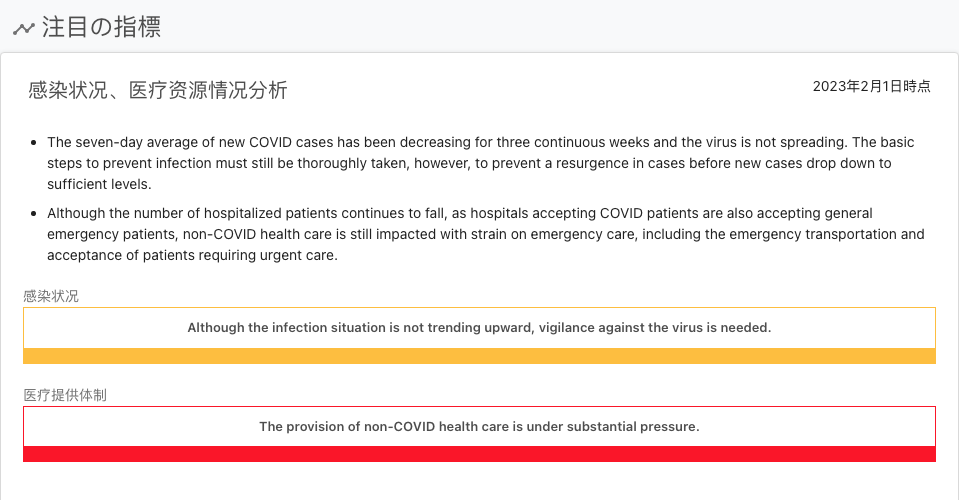 注目の指標
感染状况、医疗资源情况分析
2023年2月1日時点
The seven-day average of new COVID cases has been decreasing for three continuous weeks and the virus is not spreading. The basic
steps to prevent infection must still be thoroughly taken, however, to prevent a resurgence in cases before new cases drop down to
sufficient levels.
Although the number of hospitalized patients continues to fall, as hospitals accepting COVID patients are also accepting general
emergency patients, non-COVID health care is still impacted with strain on emergency care, including the emergency transportation and
acceptance of patients requiring urgent care.
感染状况
Although the infection situation is not trending upward, vigilance against the virus is needed.
医疗提供体制
The provision of non-COVID health care is under substantial pressure.